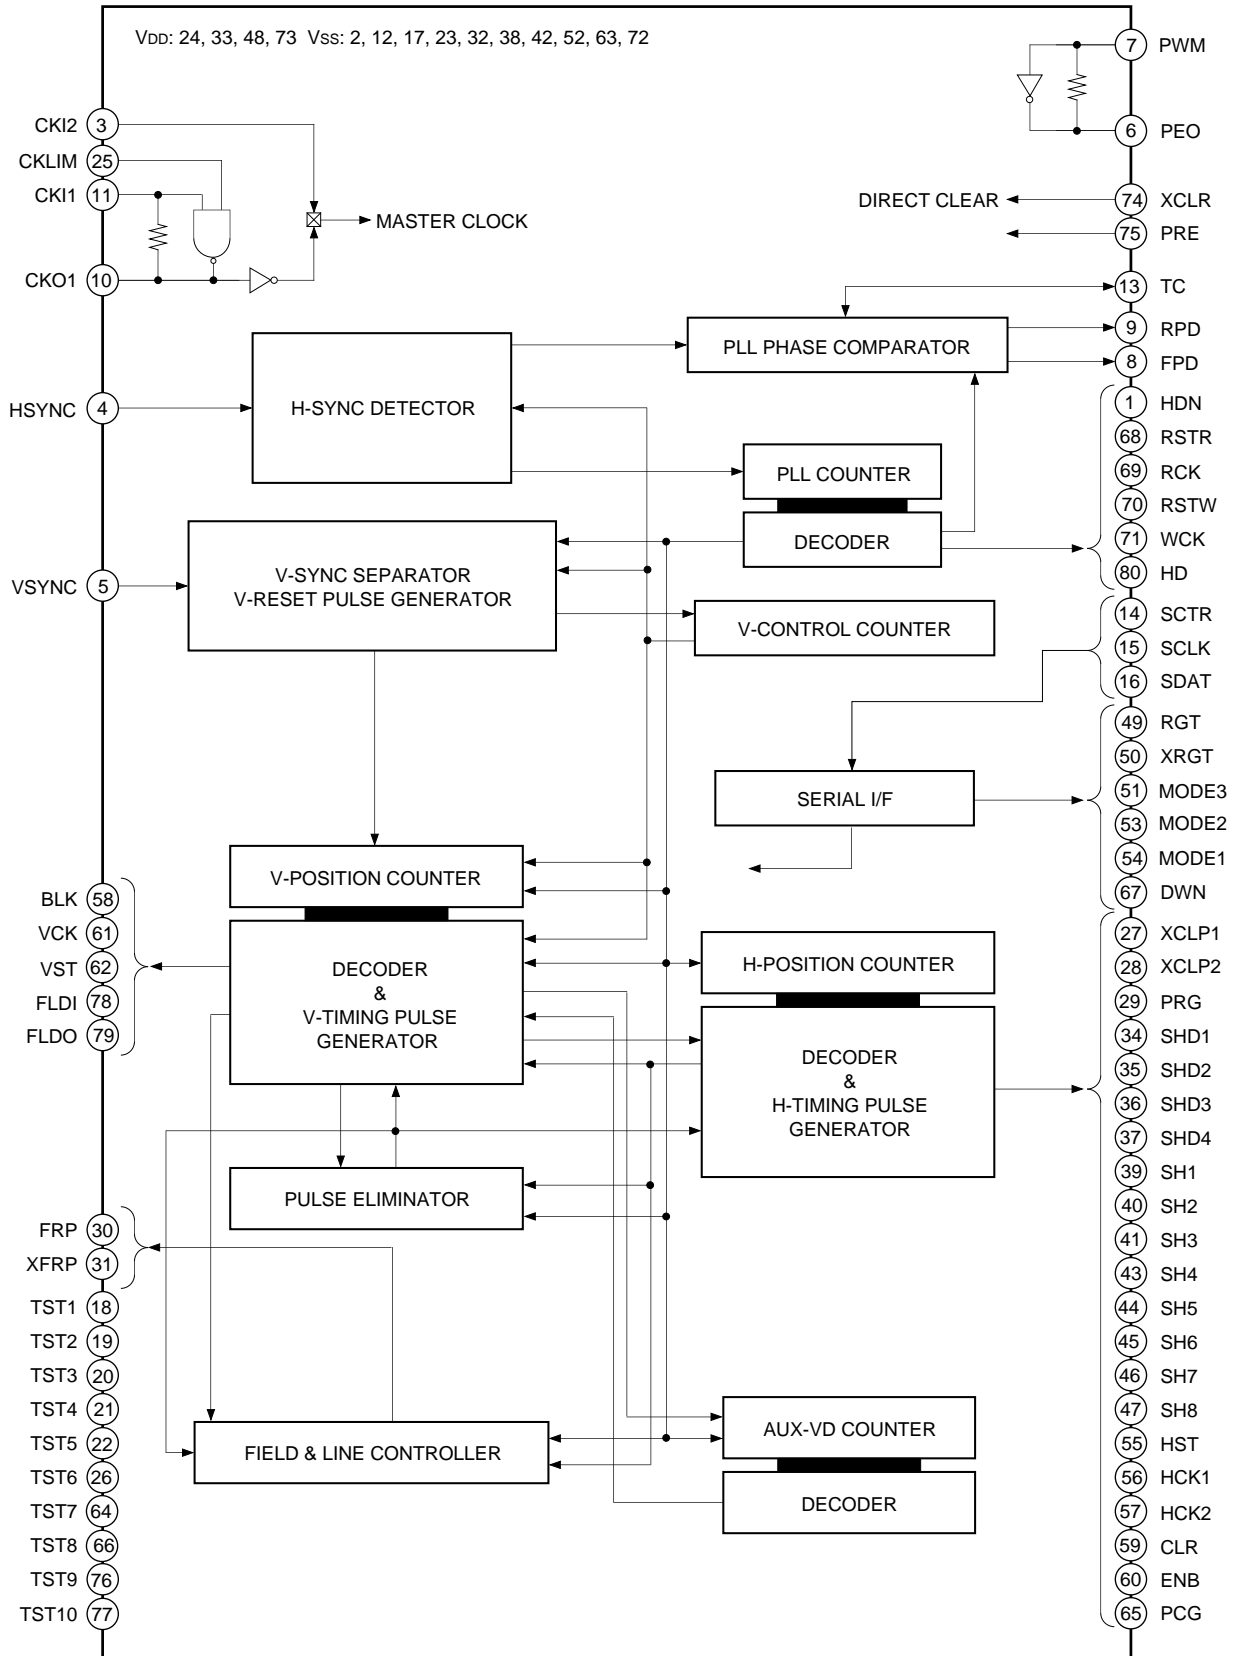 VDD: 24, 33, 48, 73 VSS: 2, 12, 17, 23, 32, 38, 42, 52, 63, 72
CKI2 3
CKLIM 25
CKI1 11
CKO1 10
MASTER CLOCK
7 PWM
6 PEO
DIRECT CLEAR
74 XCLR
75 PRE
13 TC
9 RPD
8 FPD
PLL PHASE COMPARATOR
HSYNC 4
H-SYNC DETECTOR
PLL COUNTER
DECODER
1 HDN
68 RSTR
69 RCK
70 RSTW
71 WCK
80 HD
VSYNC 5
V-SYNC SEPARATOR
V-RESET PULSE GENERATOR
V-CONTROL COUNTER
14 SCTR
15 SCLK
16 SDAT
SERIAL I/F
49 RGT
50 XRGT
51 MODE3
53 MODE2
54 MODE1
67 DWN
V-POSITION COUNTER
BLK 58
VCK 61
VST 62
FLDI 78
FLDO 79
DECODER
&
V-TIMING PULSE
GENERATOR
H-POSITION COUNTER
DECODER
&
H-TIMING PULSE
GENERATOR
27 XCLP1
28 XCLP2
29 PRG
34 SHD1
35 SHD2
36 SHD3
37 SHD4
39 SH1
40 SH2
41 SH3
43 SH4
44 SH5
45 SH6
46 SH7
47 SH8
55 HST
56 HCK1
57 HCK2
59 CLR
60 ENB
65 PCG
PULSE ELIMINATOR
FRP 30
XFRP 31
TST1 18
TST2 19
TST3 20
TST4 21
TST5 22
TST6 26
TST7 64
TST8 66
TST9 76
TST10 77
FIELD & LINE CONTROLLER
AUX-VD COUNTER
DECODER